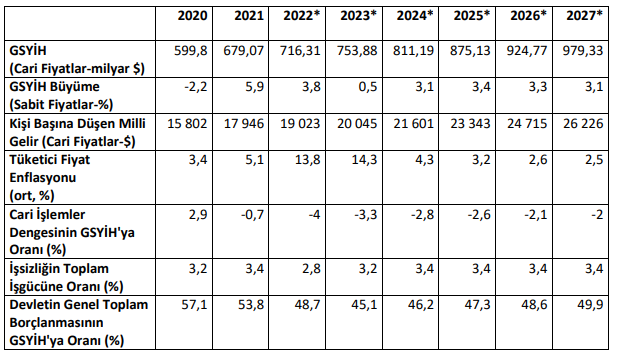 2020 2021 2022* 2023* 2024* 2025* 2026* 2027*
GSYİH
(Cari Fiyatlar-milyar $) 599,8 679,07 716,31 753,88 811,19 875,13 924,77 979,33
GSYİH Büyüme
(Sabit Fiyatlar-%) -2,2 5,9 3,8 0,5 3,1 3,4 3,3 3,1
Kişi Başına Düşen Milli
Gelir (Cari Fiyatlar-$) 15 802 17 946 19 023 20 045 21 601 23 343 24 715 26 226
Tüketici Fiyat
Enflasyonu
(ort, %) 3,4 5,1 13,8 14,3 4,3 3,2 2,6 2,5
Cari İşlemler
Dengesinin GSYİH'ya
Oranı (%) 2,9 -0,7 -4 -3,3 -2,8 -2,6 -2,1 -2
İşsizliğin Toplam
İşgücüne Oranı (%) 3,2 3,4 2,8 3,2 3,4 3,4 3,4 3,4
Devletin Genel Toplam
Borçlanmasının
GSYİH'ya Oranı (%) 57,1 53,8 48,7 45,1 46,2 47,3 48,6 49,9